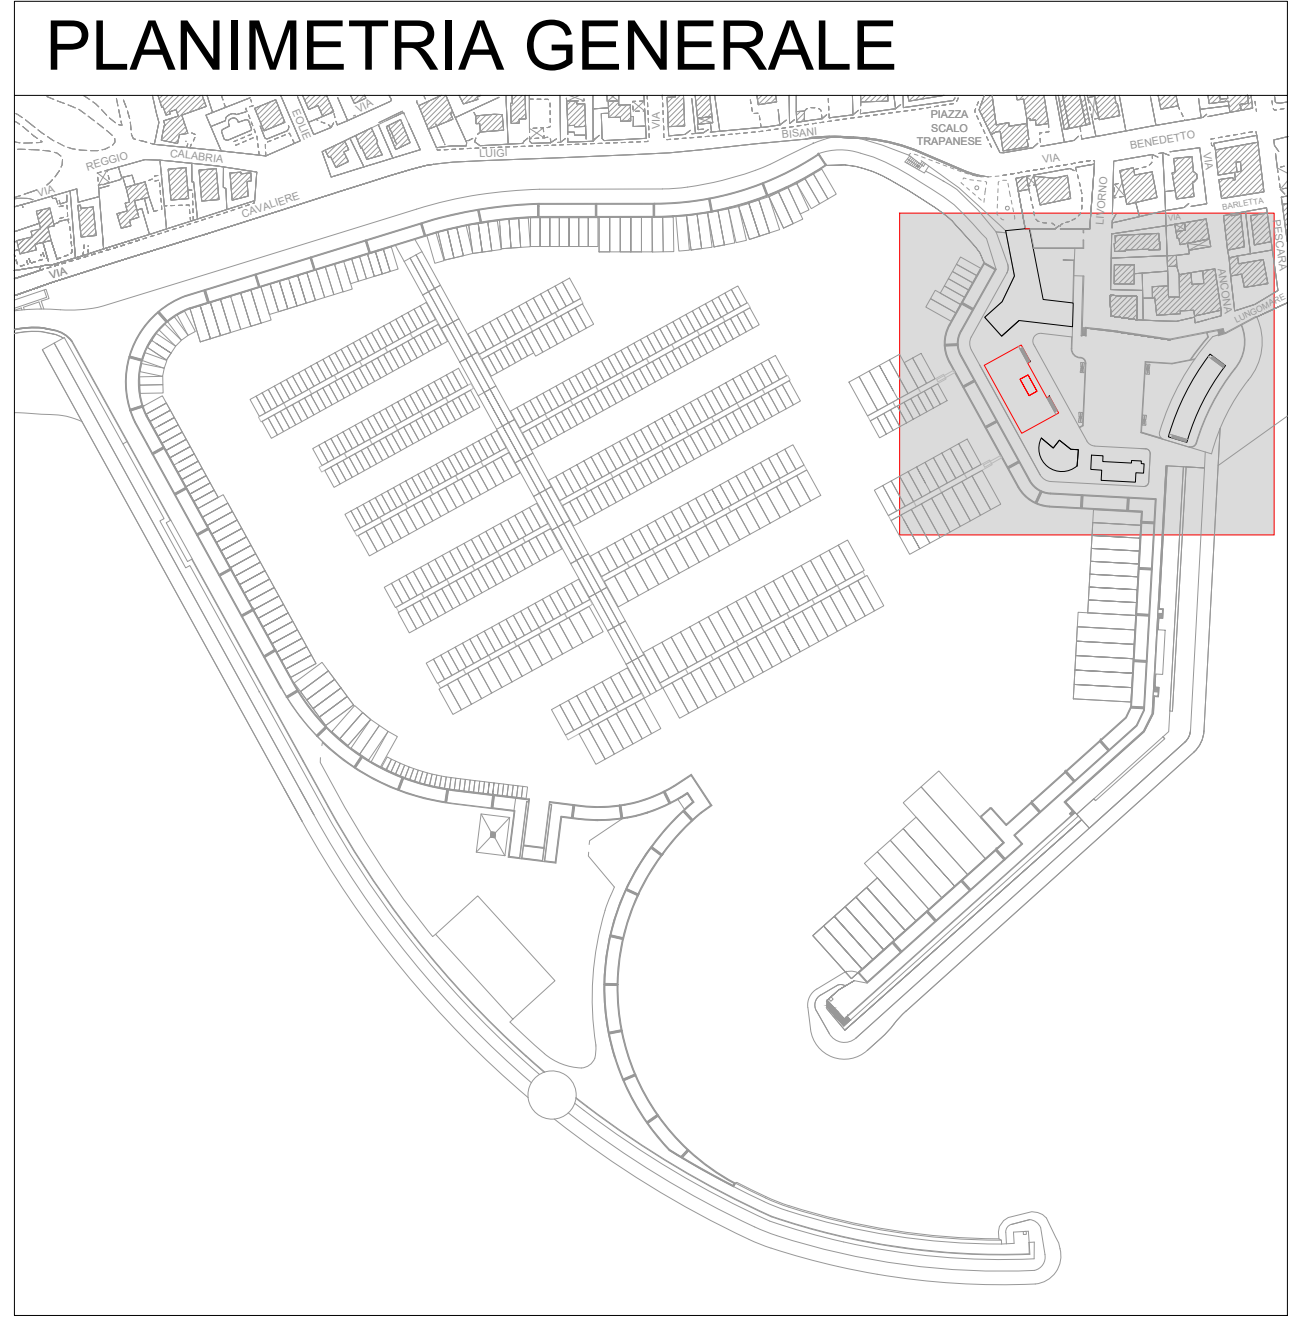 PLANIMETRIA GENERALE
VIA
EOLIE
VIA
BISANI
PIAZZA
SCALO
TRAPANESE
VIA
BENEDETTO
VIA
V
REGGIO
CALABRIA
LUIGI
VIA
CAVALIERE
VIA
LIVORNO
VIA
BARLETTA
PESCARA
ANCONA
LUNGOMARE